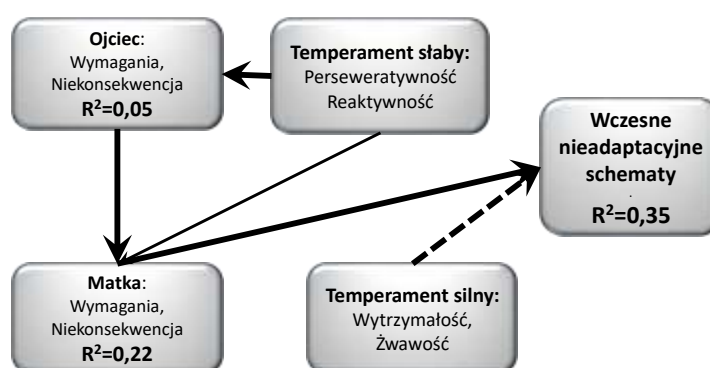 Ojciec:
Wymagania,
Niekonsekwencja
R²=0,05
Temperament słaby:
Perseweratywność
Reaktywność
Wczesne
nieadaptacyjne
schematy
.
R²=0,35
Matka:
Wymagania,
Niekonsekwencja
R²=0,22
Temperament silny:
Wytrzymałość,
Żwawość